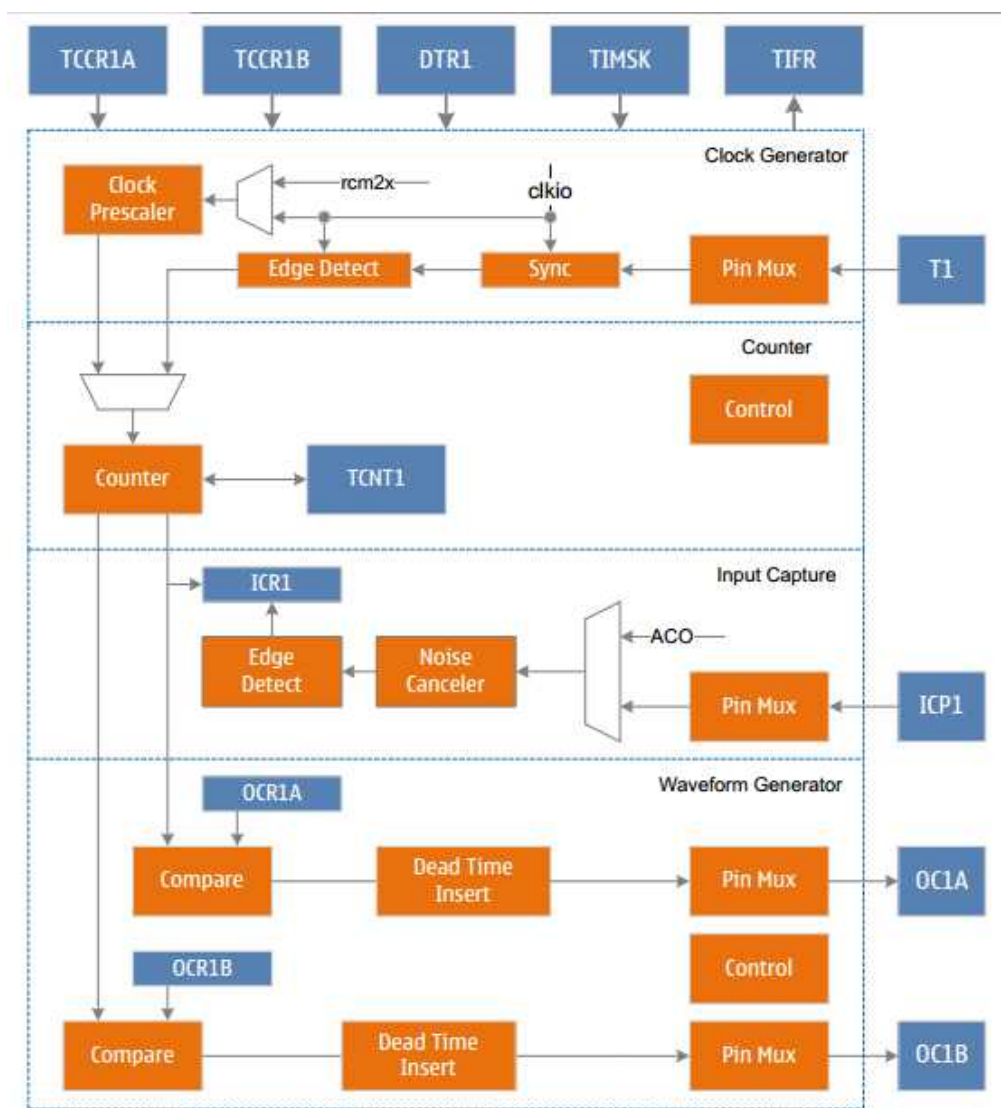 TCCR1A
TCCR1B
DTR1
TIMSK
TIFR
Clock Generator
Clock
Prescaler
rcm2x
clkio
Edge Detect
Sync
Pin Mux
T1
Counter
Control
Counter
TCNT1
Input Capture
ICR1
Edge
Detect
Noise
Canceler
ACO
Pin Mux
ICP1
Waveform Generator
OCR1A
Compare
Dead Time
Insert
Pin Mux
OC1A
Control
OCR1B
Compare
Dead Time
Insert
Pin Mux
OC1B